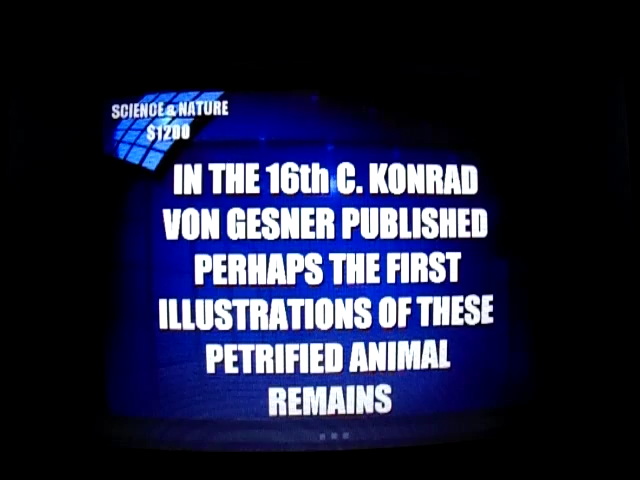 SCIENCE & NATURE
$1200
IN THE 16th C. KONRAD
VON GESNER PUBLISHED
PERHAPS THE FIRST
ILLUSTRATIONS OF THESE
PETRIFIED ANIMAL
REMAINS